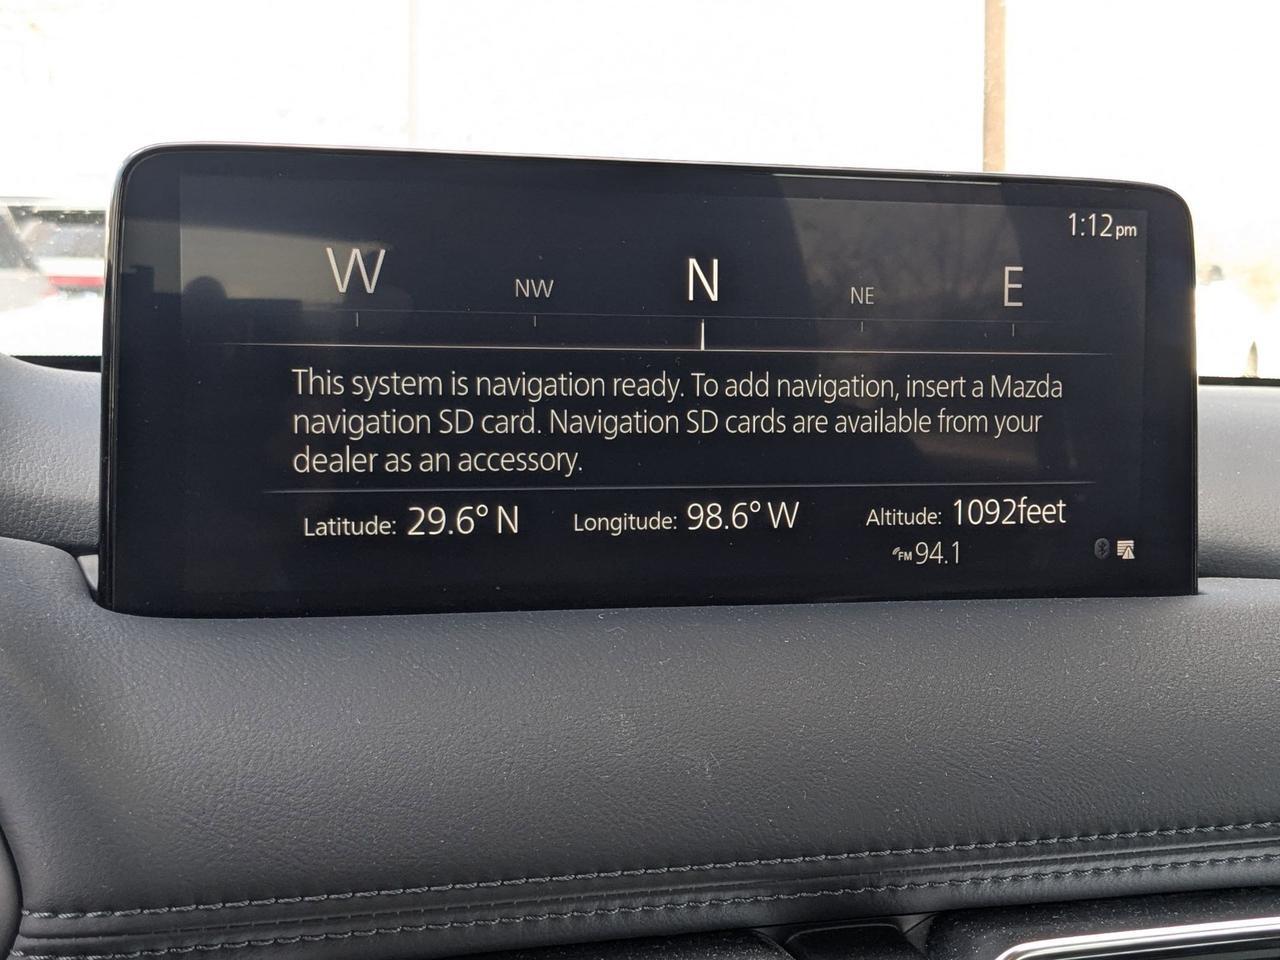 1:12pm
W NW N NE E
This system is navigation ready. To add navigation, insert a Mazda
navigation SD card. Navigation SD cards are available from your
dealer as an accessory.
Latitude: 29.6° N Longitude: 98.6° W Altitude: 1092feet
FM 94.1